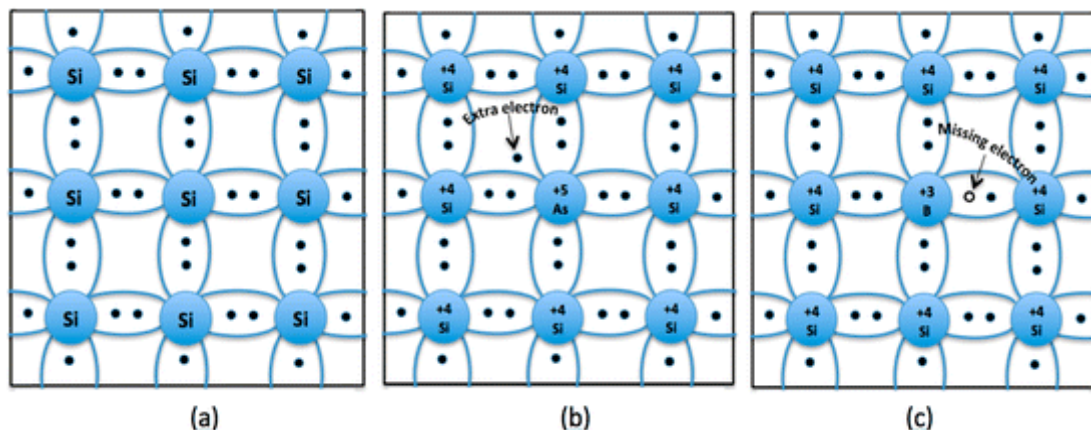 Si Si Si
Si Si Si
Si Si Si
(a)
+4 +4 +4
Si Si Si
Extra electron
+4 +5 +4
Si As Si
+4 +4 +4
Si Si Si
(b)
+4 +4 +4
Si Si Si
Missing electron
+4 +3 +4
Si B Si
+4 +4 +4
Si Si Si
(c)